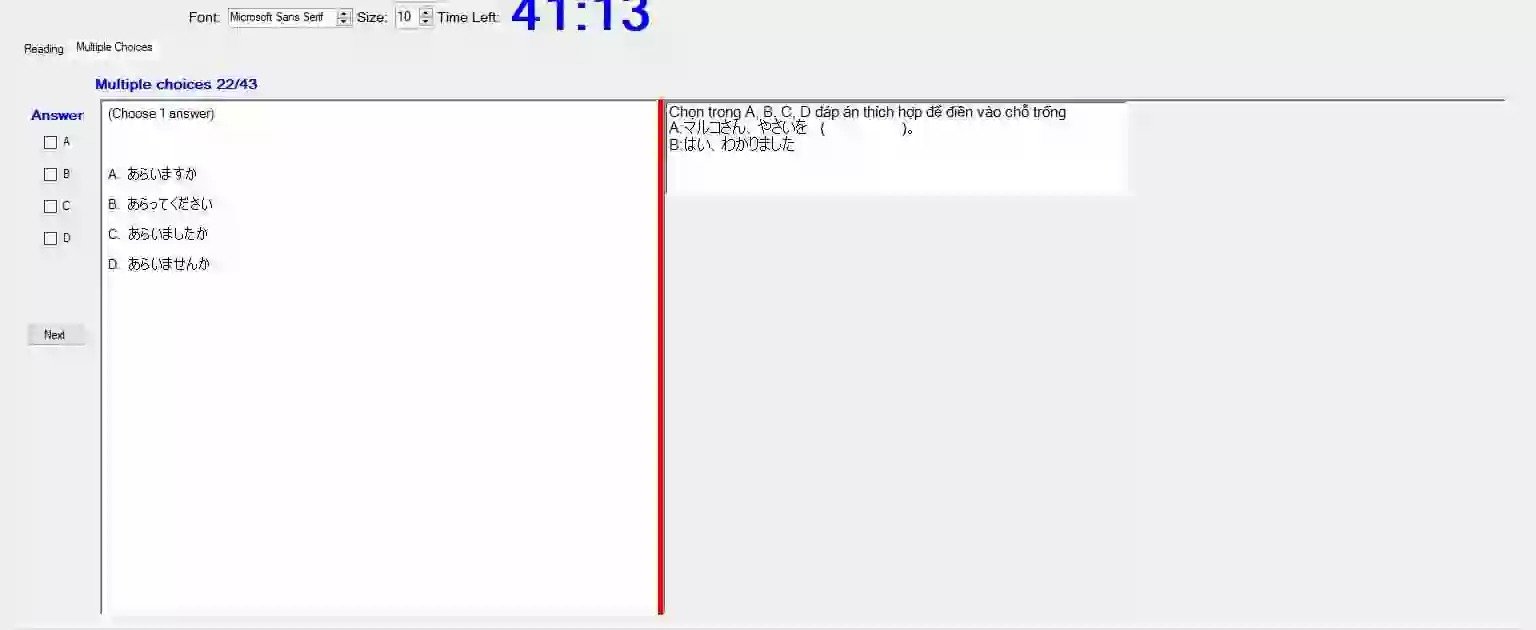 Font: Microsoft Sans Serif Size: 10 Time Left: 41:13
Reading Multiple Choices
Multiple choices 22/43
Answer
A
B
C
D
Next
(Choose 1 answer)
A. あらいますか
B. あらってください
C. あらいましたか
D. あらいませんか
Chọn trong A, B, C, D đáp án thích hợp để điền vào chỗ trống
A:マルコさん、やさいを ( )。
B:はい、わかりました